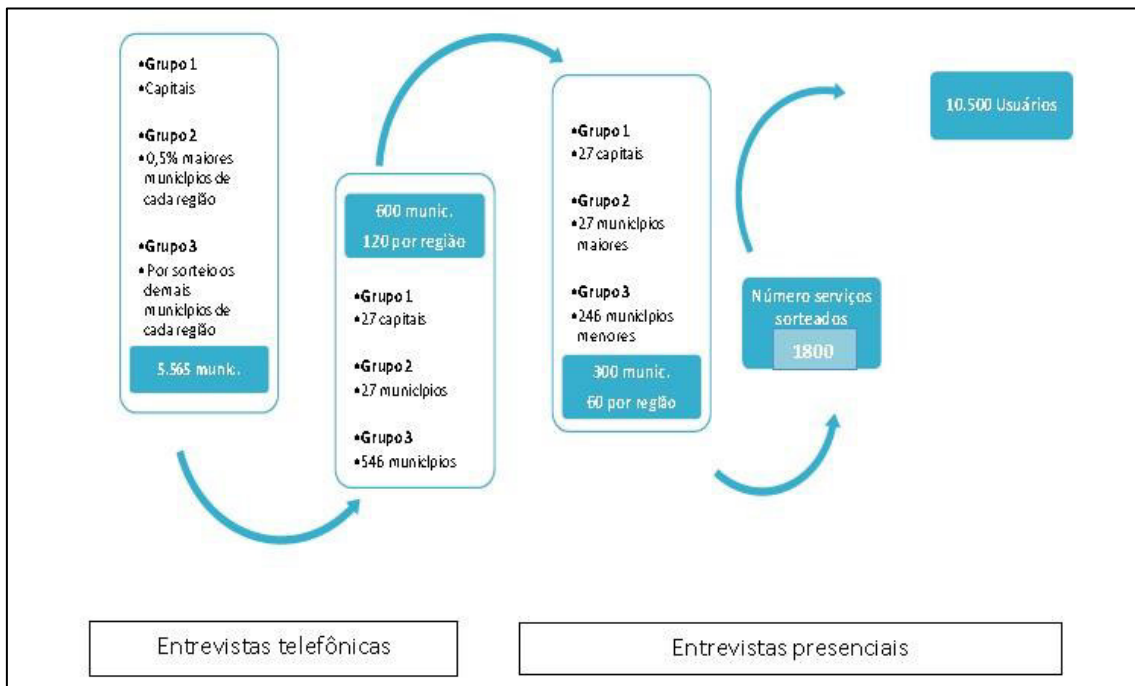 •Grupo 1
•Capitais
•Grupo 2
•0,5% maiores
municípios de
cada região
•Grupo 3
•Por sorteio os
demais
municípios de
cada região
5.565 munic.
600 munic.
120 por região
•Grupo 1
•27 capitais
•Grupo 2
•27 municípios
•Grupo 3
•546 municípios
•Grupo 1
•27 capitais
•Grupo 2
•27 municípios
maiores
•Grupo 3
•246 municípios
menores
300 munic.
60 por região
Número serviços
sorteados
1800
10.500 Usuários
Entrevistas telefônicas
Entrevistas presenciais